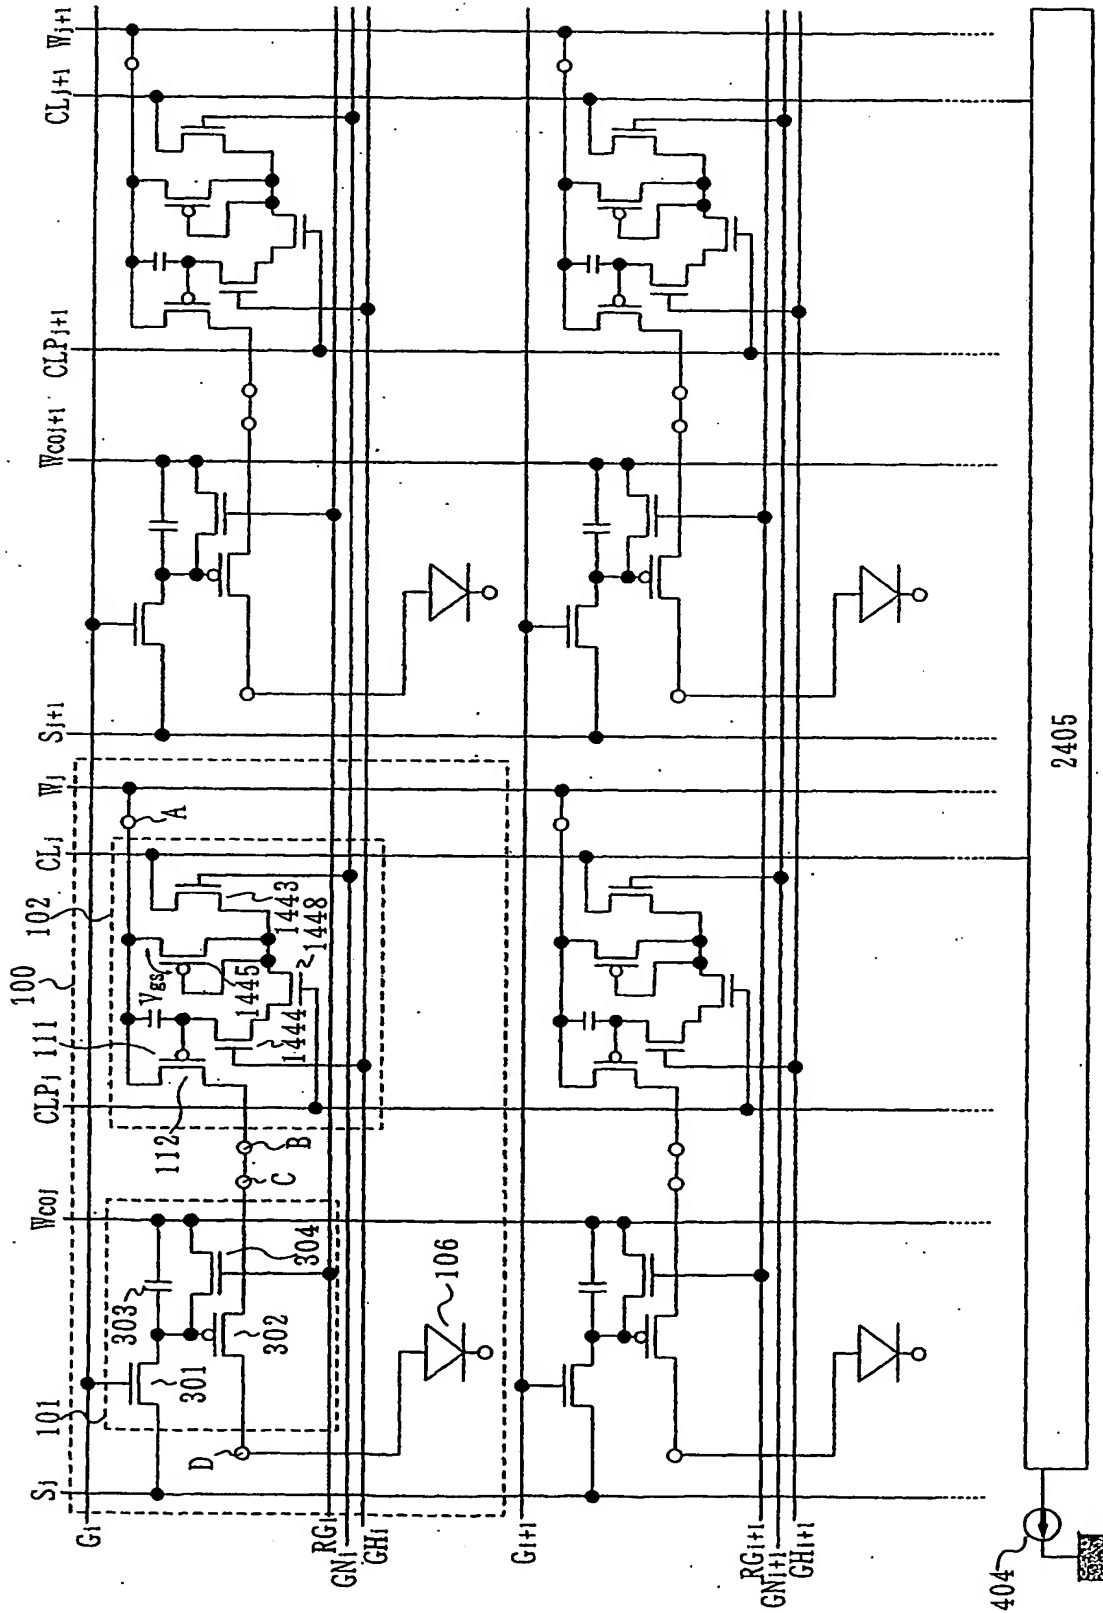 Sj
Wcoj
CLPj
CLj
Wj
Sj+1
Wcoj+1
CLPj+1
CLj+1
Wj+1
100
102
111
101
Gi
301
303
304
302
D
C
B
A
112
Vgs
1445
1444
1443
1448
106
RGi
GNi
GHi
Gi+1
RGi+1
GNi+1
GHi+1
404
2405